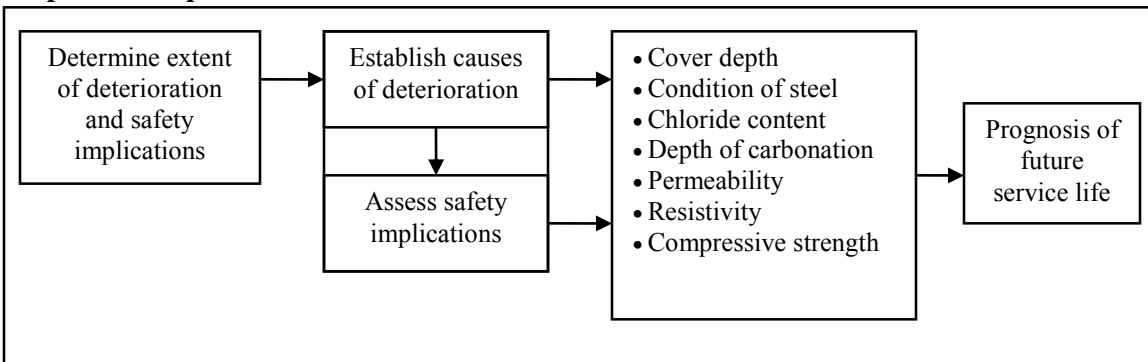 Determine extent
of deterioration
and safety
implications
Establish causes
of deterioration
Assess safety
implications
• Cover depth
• Condition of steel
• Chloride content
• Depth of carbonation
• Permeability
• Resistivity
• Compressive strength
Prognosis of
future
service life